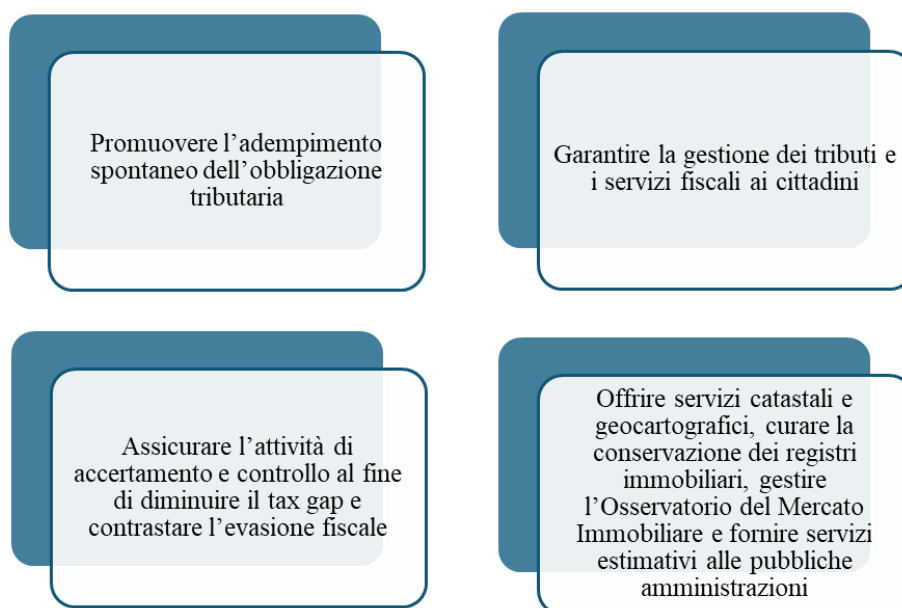 Promuovere l’adempimento
spontaneo dell’obbligazione
tributaria
Garantire la gestione dei tributi e
i servizi fiscali ai cittadini
Assicurare l’attività di
accertamento e controllo al fine
di diminuire il tax gap e
contrastare l’evasione fiscale
Offrire servizi catastali e
geocartografici, curare la
conservazione dei registri
immobiliari, gestire
l’Osservatorio del Mercato
Immobiliare e fornire servizi
estimativi alle pubbliche
amministrazioni